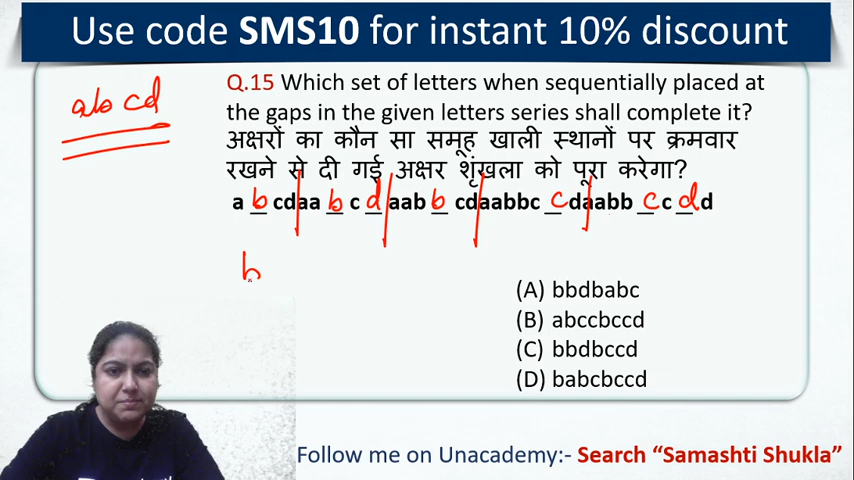 Use code SMS10 for instant 10% discount
abcd
Q.15 Which set of letters when sequentially placed at
the gaps in the given letters series shall complete it?
अक्षरों का कौन सा समूह खाली स्थानों पर क्रमवार
रखने से दी गई अक्षर शृंखला को पूरा करेगा?
a b cdaa b c d aab b cdaabbc c daabb c c d d
b
(A) bbdbabc
(B) abccbccd
(C) bbdbccd
(D) babcbccd
Follow me on Unacademy:- Search “Samashti Shukla”